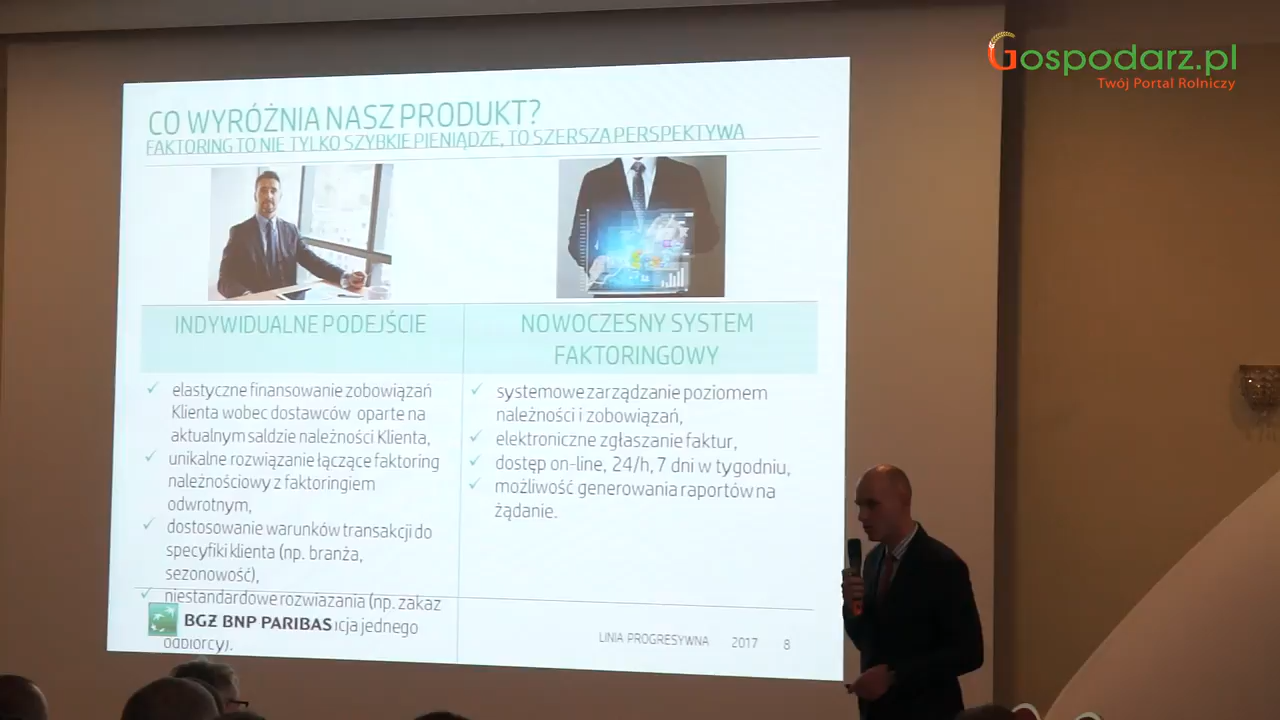 Gospodarz.pl
Twój Portal Rolniczy
CO WYRÓŻNIA NASZ PRODUKT?
FAKTORING TO NIE TYLKO SZYBKIE PIENIĄDZE, TO SZERSZA PERSPEKTYWA
INDYWIDUALNE PODEJŚCIE
NOWOCZESNY SYSTEM
FAKTORINGOWY
elastyczne finansowanie zobowiązań
Klienta wobec dostawców oparte na
aktualnym saldzie należności Klienta,
unikalne rozwiązanie łączące faktoring
należnościowy z faktoringiem
odwrotnym,
dostosowanie warunków transakcji do
specyfiki klienta (np. branża,
sezonowość),
niestandardowe rozwiazania (np. zakaz
jednego
odbiorcy).
systemowe zarządzanie poziomem
należności i zobowiązań,
elektroniczne zgłaszanie faktur,
dostęp on-line, 24/h, 7 dni w tygodniu,
możliwość generowania raportów na
żądanie.
BGŻ BNP PARIBAS
LINIA PROGRESYWNA 2017 8